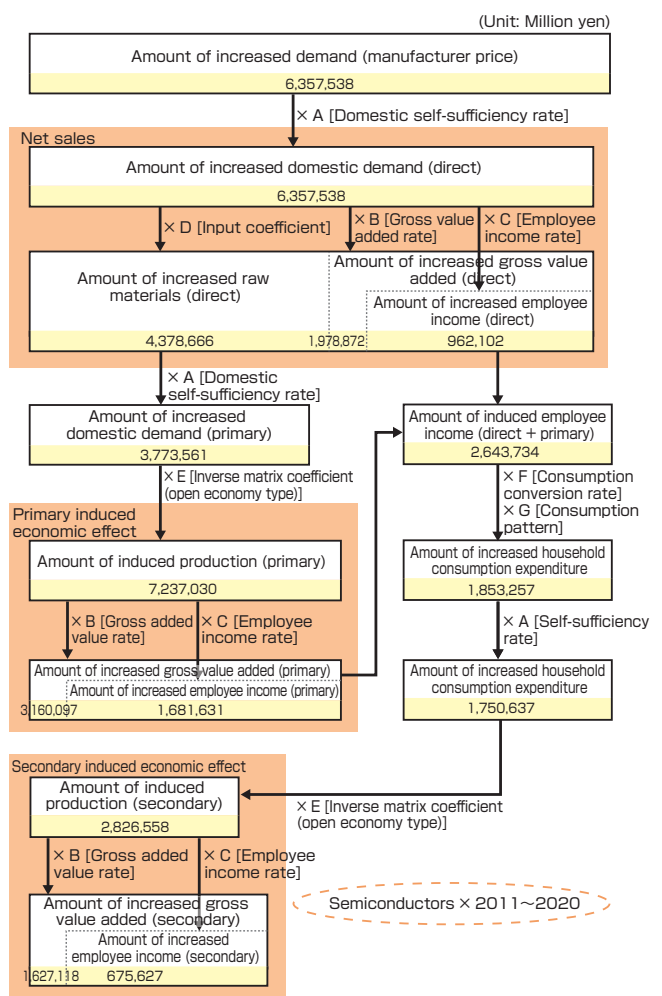 (Unit: Million yen)
Amount of increased demand (manufacturer price)
6,357,538
× A [Domestic self-sufficiency rate]
Net sales
Amount of increased domestic demand (direct)
6,357,538
× D [Input coefficient]
× B [Gross value
added rate]
× C [Employee
income rate]
Amount of increased raw
materials (direct)
Amount of increased gross value
added (direct)
Amount of increased employee
income (direct)
4,378,666
1,978,872
962,102
× A [Domestic
self-sufficiency rate]
Amount of increased
domestic demand (primary)
3,773,561
Amount of induced employee
income (direct + primary)
2,643,734
× E [Inverse matrix coefficient
(open economy type)]
× F [Consumption
conversion rate]
× G [Consumption
pattern]
Primary induced
economic effect
Amount of induced production (primary)
7,237,030
Amount of increased household
consumption expenditure
1,853,257
× B [Gross added
value rate]
× C [Employee
income rate]
× A [Self-sufficiency
rate]
Amount of increased gross value added (primary)
Amount of increased employee income (primary)
3,160,097
1,681,631
Amount of increased household
consumption expenditure
1,750,637
Secondary induced economic effect
Amount of induced
production (secondary)
2,826,558
× E [Inverse matrix coefficient
(open economy type)]
× B [Gross added
value rate]
× C [Employee
income rate]
Amount of increased gross
value added (secondary)
Amount of increased
employee income (secondary)
1,627,118
675,627
Semiconductors × 2011~2020